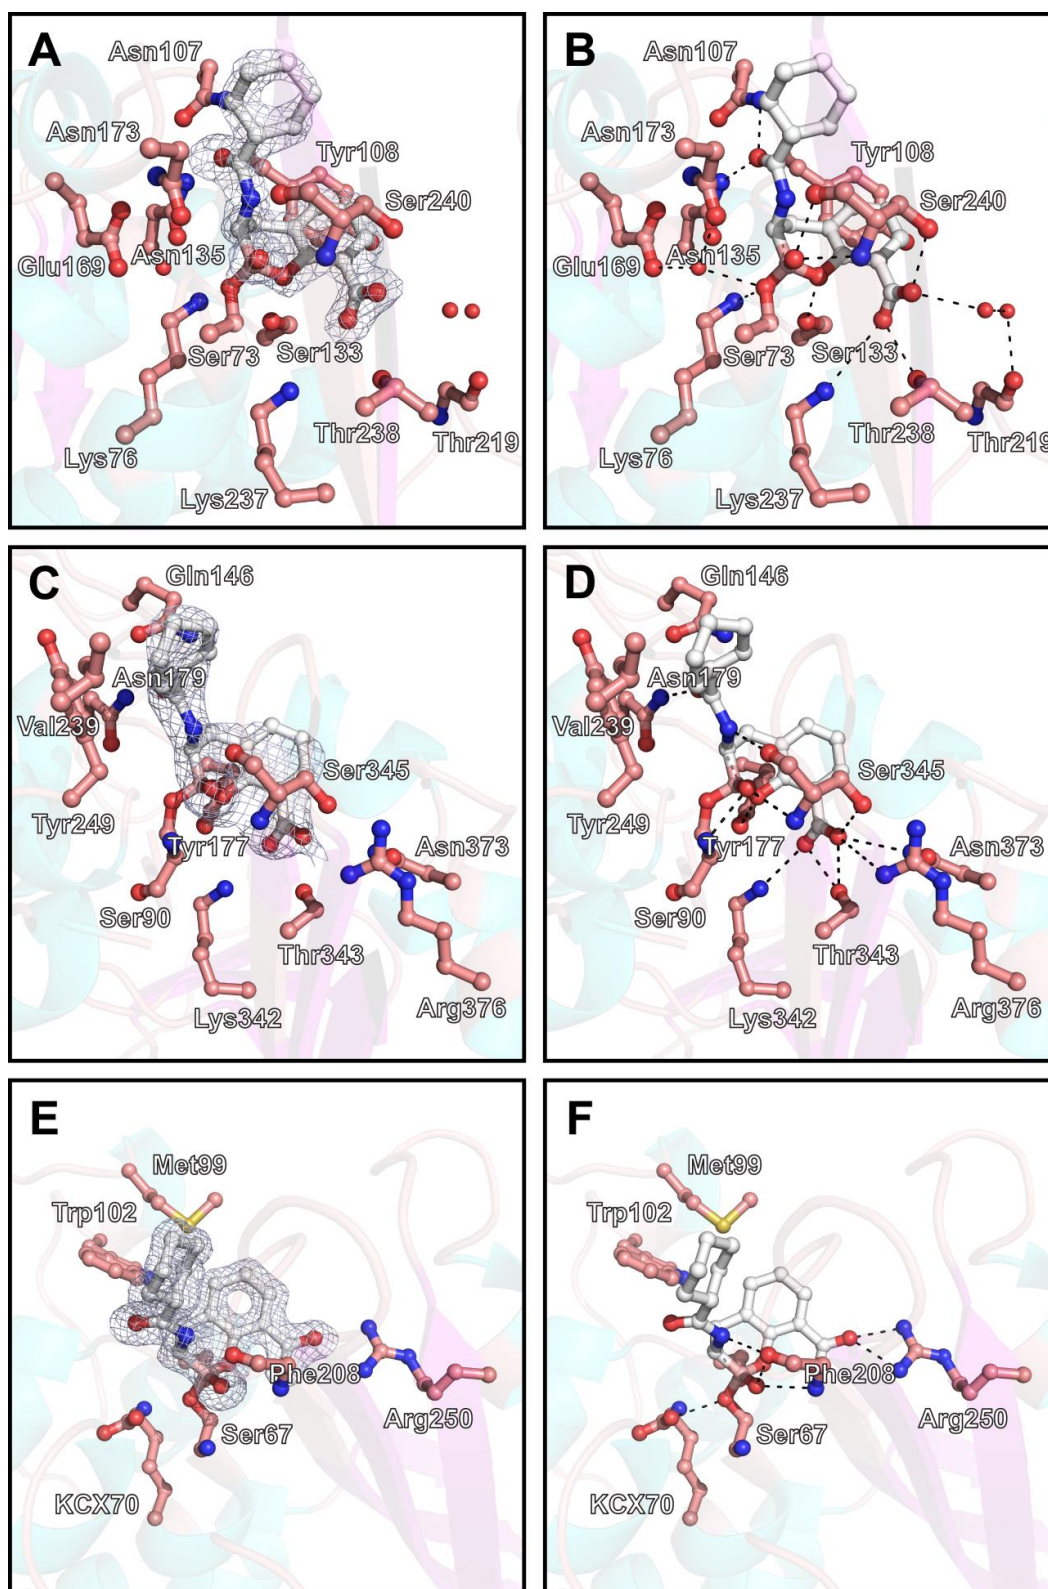 A
Asn107
Asn173
Tyr108
Ser240
Glu169
Asn135
Ser73
Ser133
Lys76
Thr238
Thr219
Lys237
B
Asn107
Asn173
Tyr108
Ser240
Glu169
Asn135
Ser73
Ser133
Lys76
Thr238
Thr219
Lys237
C
Gln146
Asn179
Val239
Ser345
Tyr249
Tyr177
Asn373
Ser90
Thr343
Lys342
Arg376
D
Gln146
Asn179
Val239
Ser345
Tyr249
Tyr177
Asn373
Ser90
Thr343
Lys342
Arg376
E
Met99
Trp102
Phe208
Arg250
Ser67
KCX70
F
Met99
Trp102
Phe208
Arg250
Ser67
KCX70